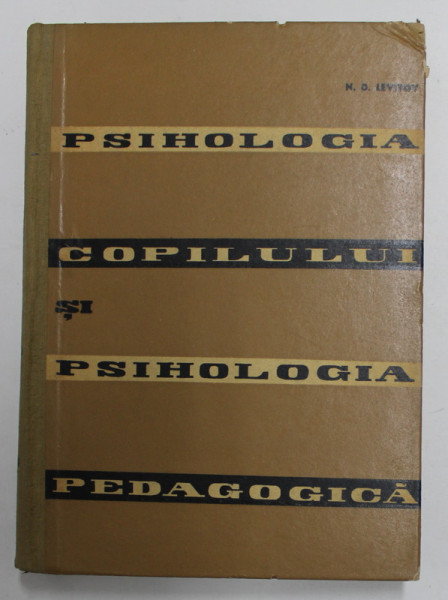 N. D. LEVITOV
PSIHOLOGIA
COPILULUI
ȘI
PSIHOLOGIA
PEDAGOGICĂ